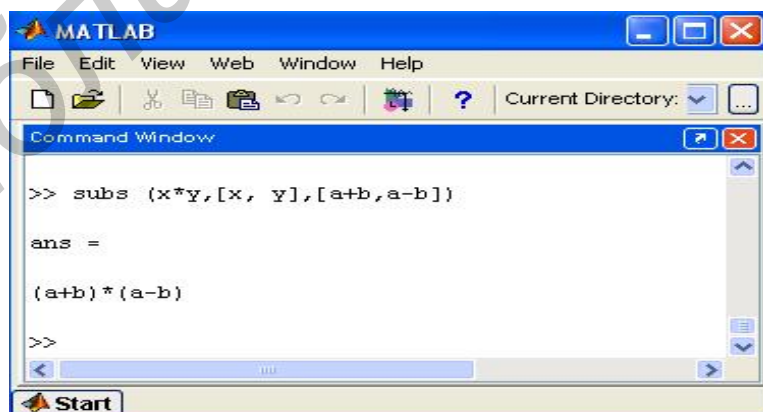 MATLAB
File Edit View Web Window Help
? Current Directory: ...
Command Window
>> subs (x*y,[x, y],[a+b,a-b])
ans =
(a+b)*(a-b)
>>
Start